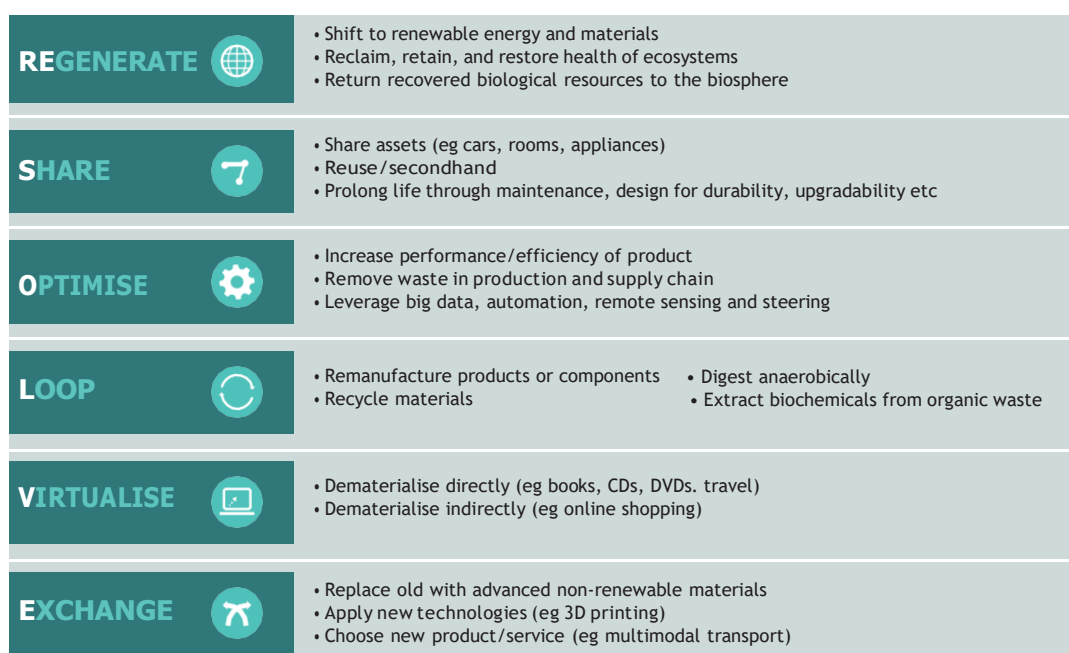 REGENERATE
• Shift to renewable energy and materials
• Reclaim, retain, and restore health of ecosystems
• Return recovered biological resources to the biosphere
SHARE
• Share assets (eg cars, rooms, appliances)
• Reuse/secondhand
• Prolong life through maintenance, design for durability, upgradability etc
OPTIMISE
• Increase performance/efficiency of product
• Remove waste in production and supply chain
• Leverage big data, automation, remote sensing and steering
LOOP
• Remanufacture products or components
• Recycle materials
• Digest anaerobically
• Extract biochemicals from organic waste
VIRTUALISE
• Dematerialise directly (eg books, CDs, DVDs. travel)
• Dematerialise indirectly (eg online shopping)
EXCHANGE
• Replace old with advanced non-renewable materials
• Apply new technologies (eg 3D printing)
• Choose new product/service (eg multimodal transport)